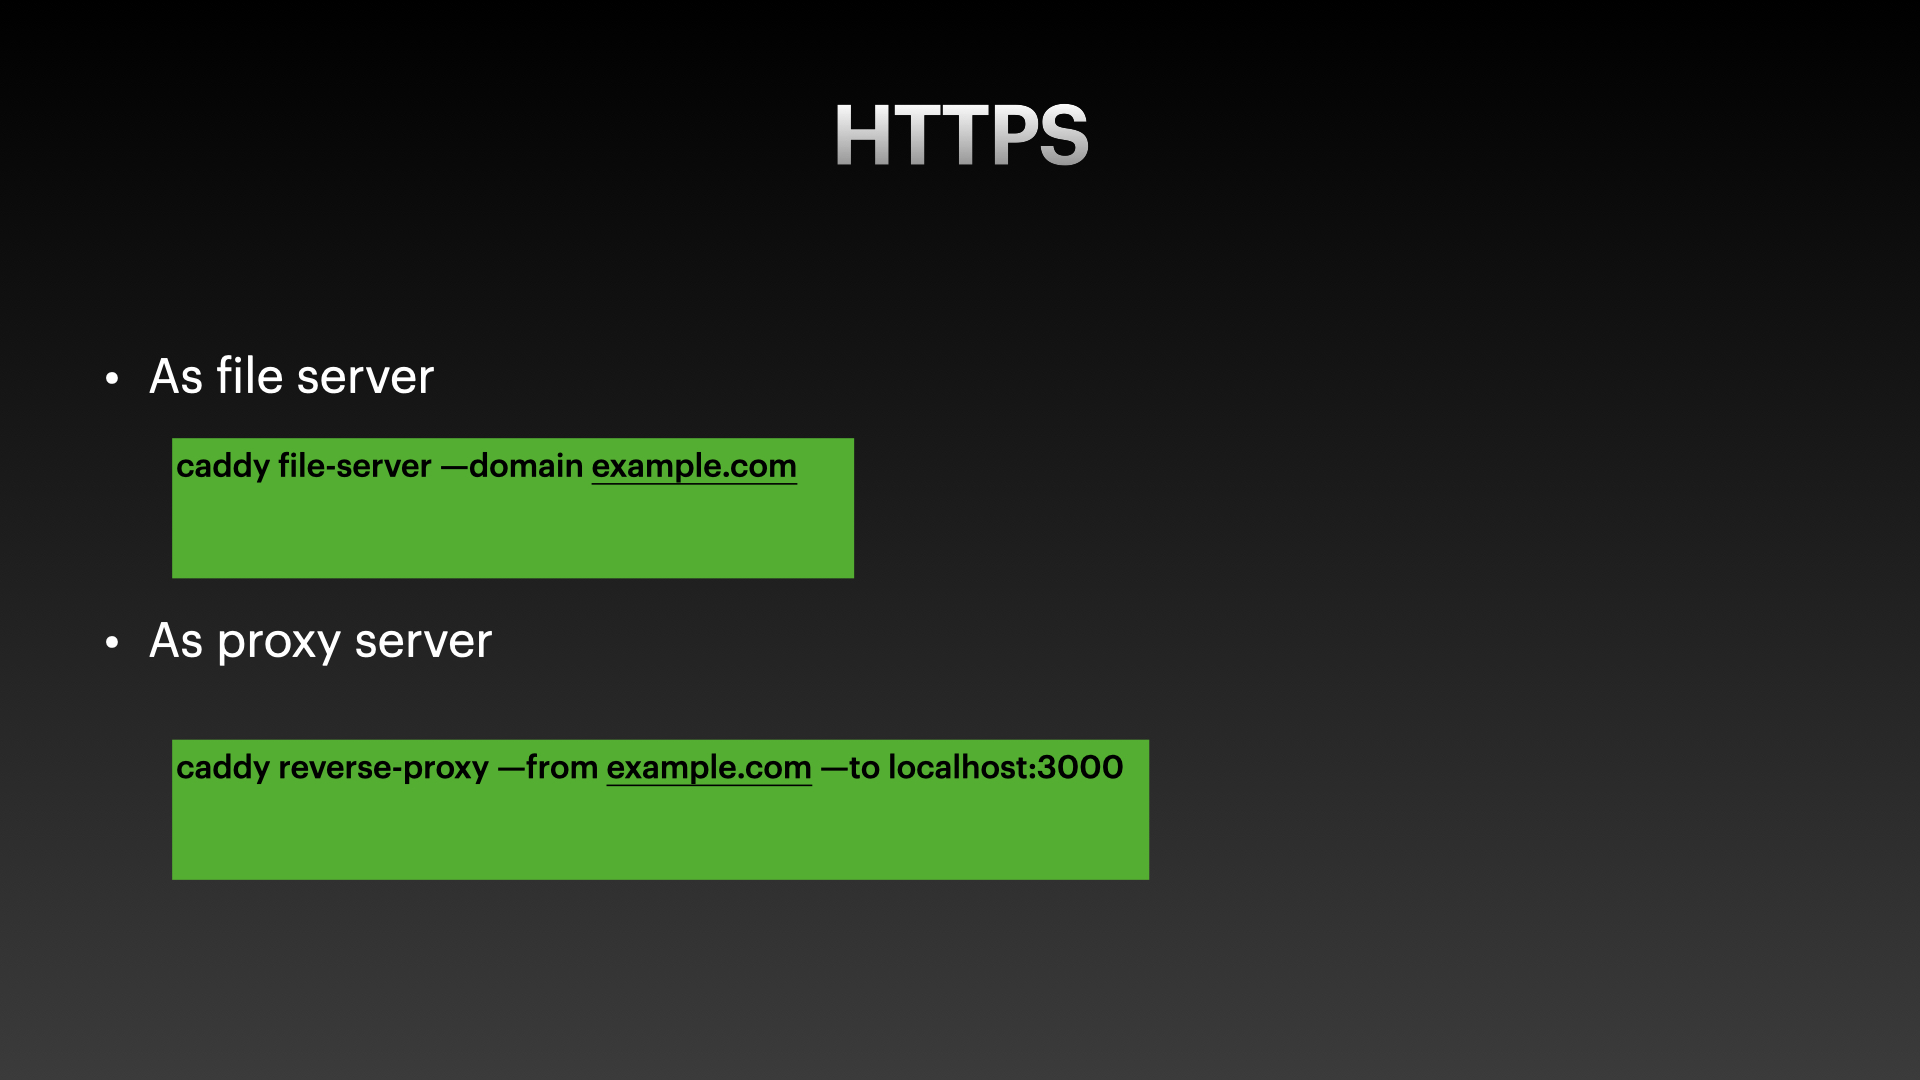 HTTPS
• As file server
caddy file-server —domain example.com
• As proxy server
caddy reverse-proxy —from example.com —to localhost:3000